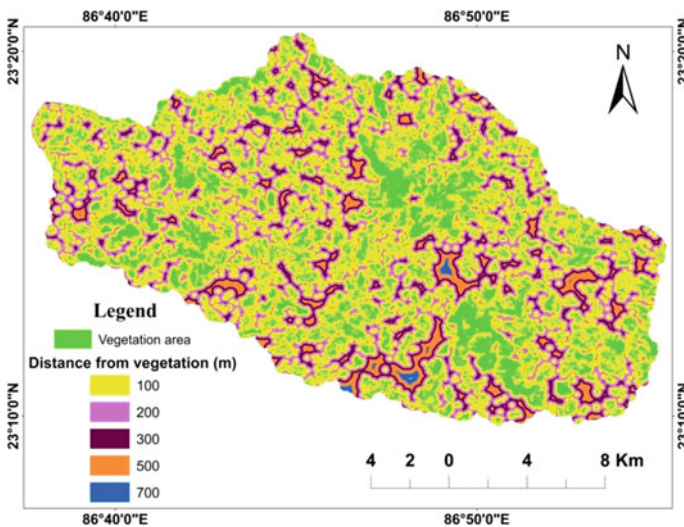 86°40'0"E 86°50'0"E
23°20'0"N 23°20'0"N
N
Legend
Vegetation area
Distance from vegetation (m)
100
200
300
500
700
23°10'0"N 23°10'0"N
4 2 0 4 8 Km
86°40'0"E 86°50'0"E